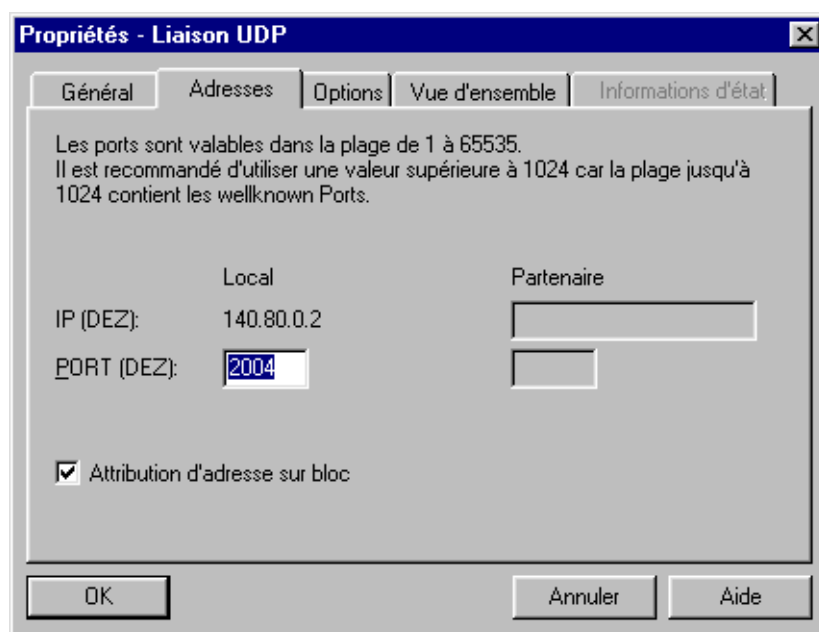 Propriétés - Liaison UDP
Général Adresses Options Vue d'ensemble Informations d'état
Les ports sont valables dans la plage de 1 à 65535.
Il est recommandé d'utiliser une valeur supérieure à 1024 car la plage jusqu'à
1024 contient les wellknown Ports.
Local Partenaire
IP (DEZ): 140.80.0.2
PORT (DEZ): 2004
Attribution d'adresse sur bloc
OK Annuler Aide